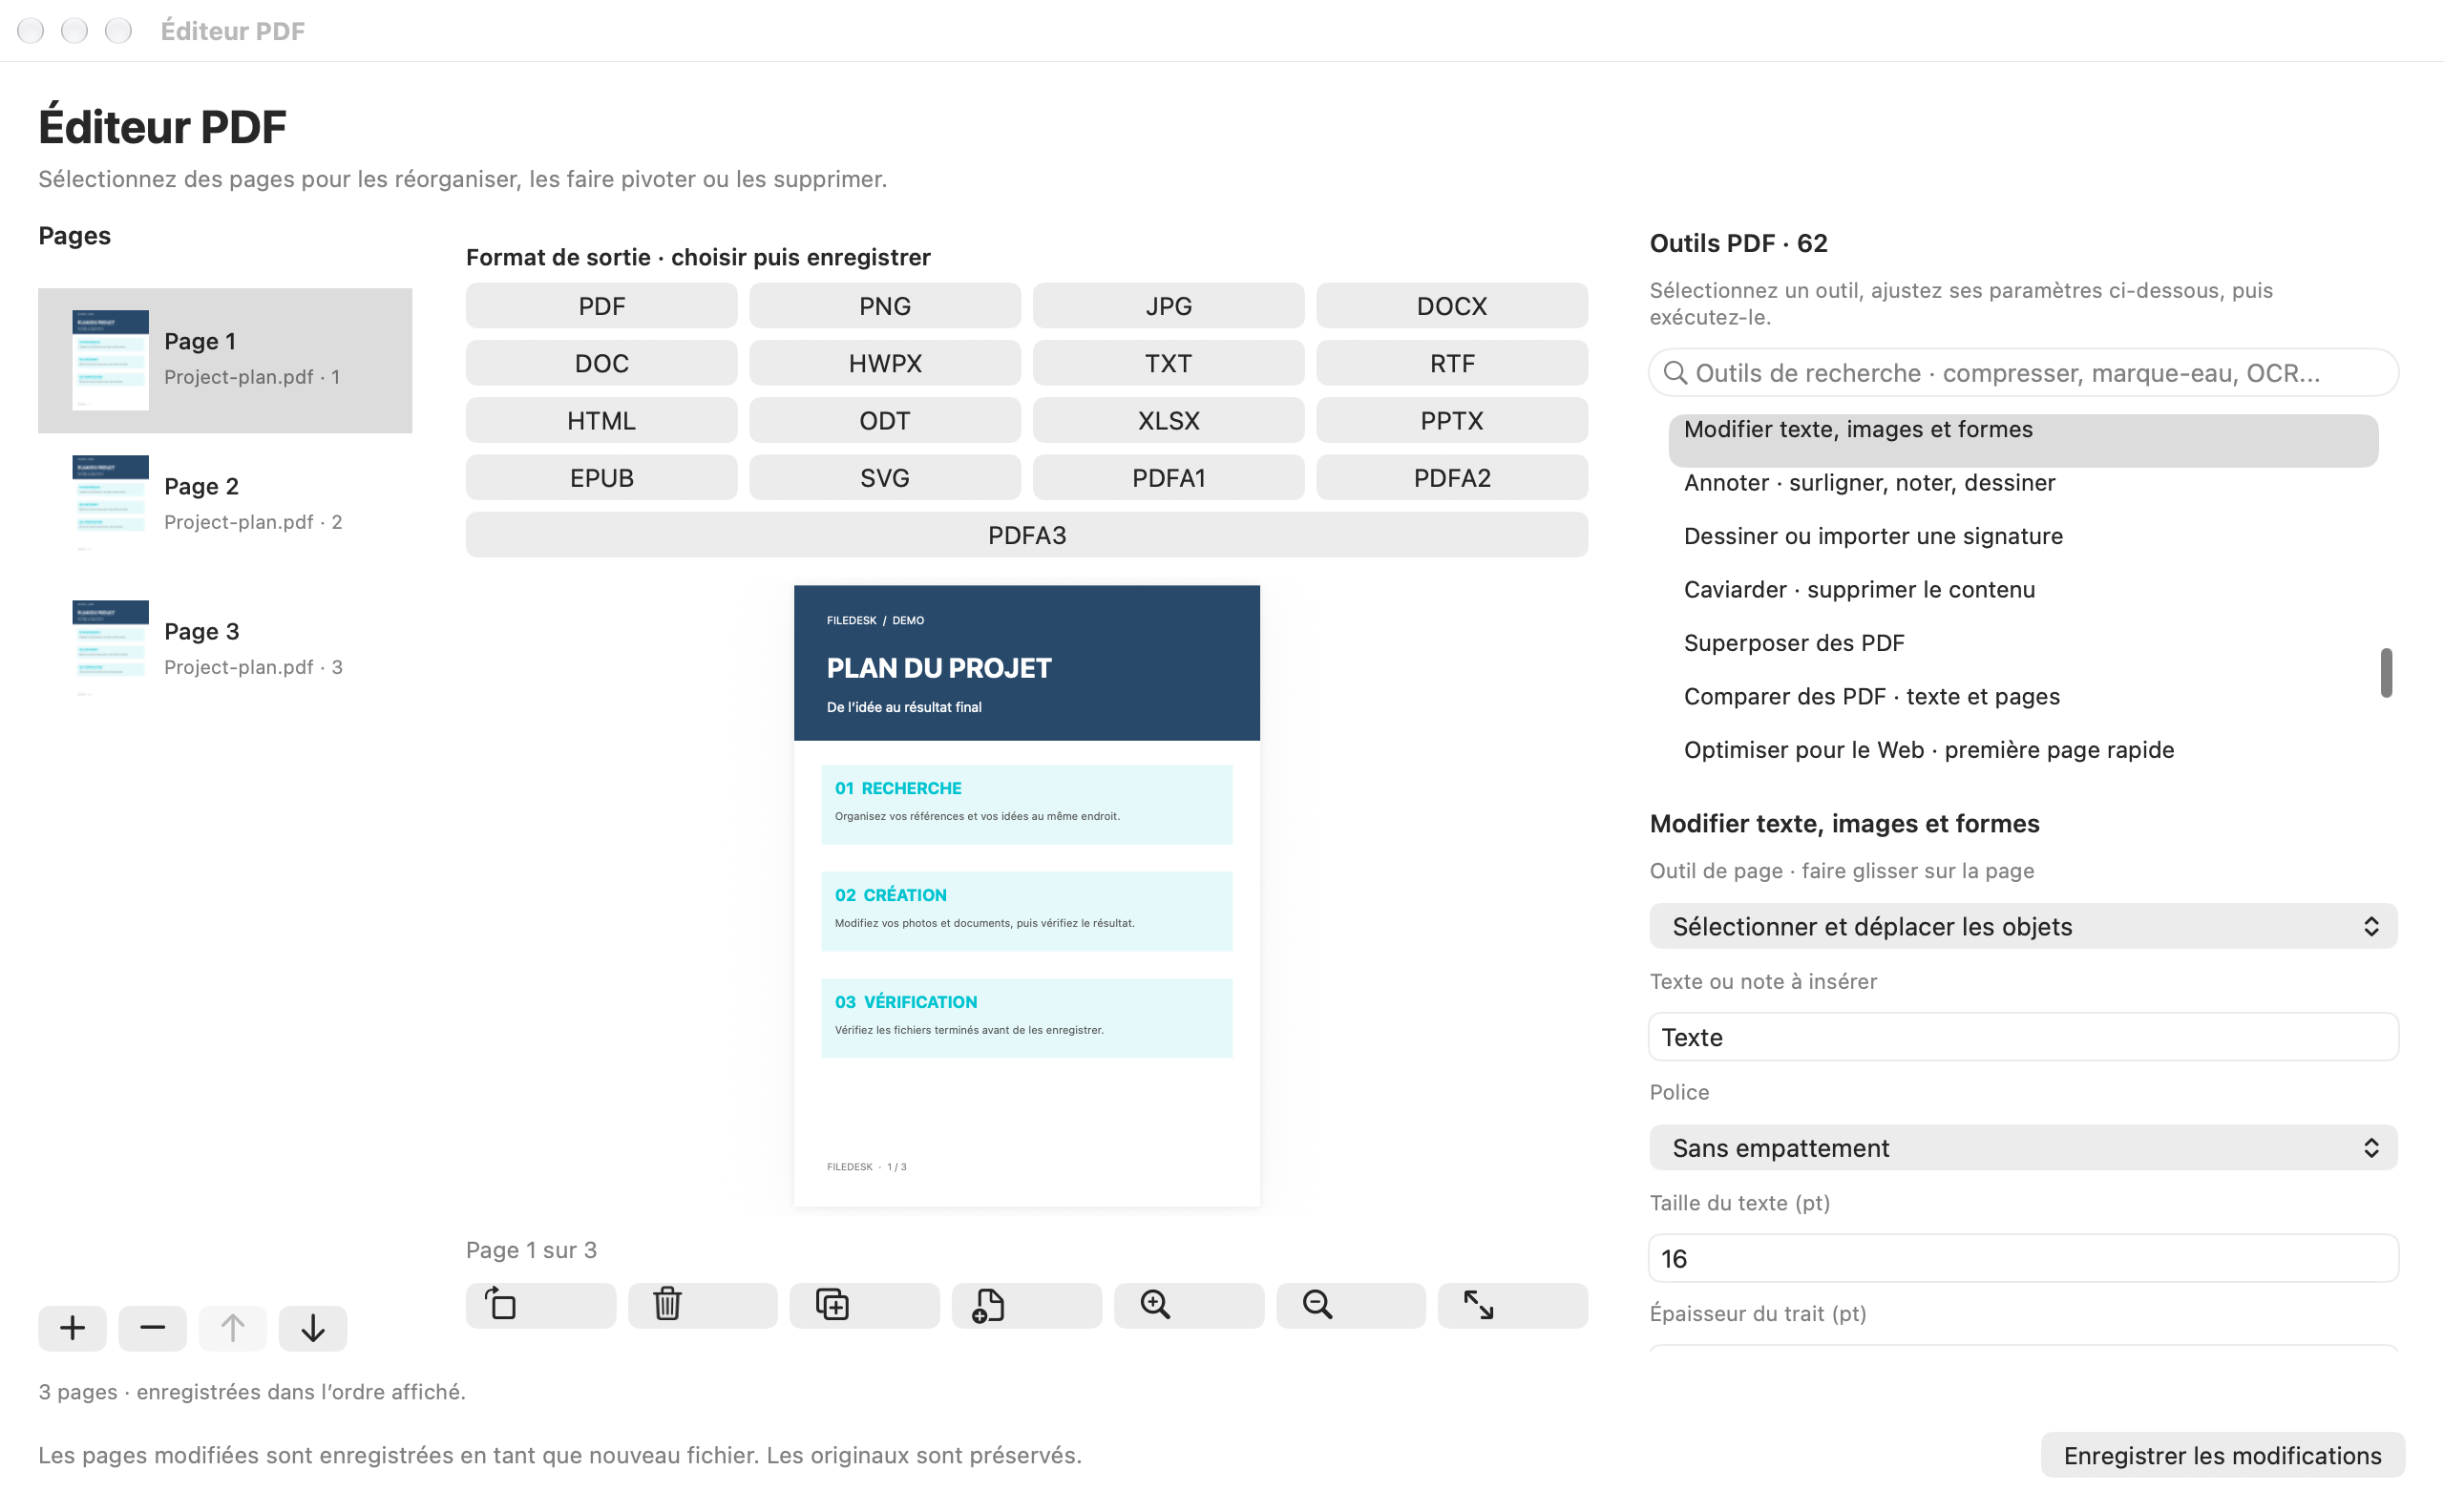 Éditeur PDF
Éditeur PDF
Sélectionnez des pages pour les réorganiser, les faire pivoter ou les supprimer.
Pages
Page 1
Project-plan.pdf · 1
Page 2
Project-plan.pdf · 2
Page 3
Project-plan.pdf · 3
3 pages · enregistrées dans l’ordre affiché.
Format de sortie · choisir puis enregistrer
PDF PNG JPG DOCX
DOC HWPX TXT RTF
HTML ODT XLSX PPTX
EPUB SVG PDFA1 PDFA2
PDFA3
FILEDESK / DEMO
PLAN DU PROJET
De l’idée au résultat final
01 RECHERCHE
Organisez vos références et vos idées au même endroit.
02 CRÉATION
Modifiez vos photos et documents, puis vérifiez le résultat.
03 VÉRIFICATION
Vérifiez les fichiers terminés avant de les enregistrer.
FILEDESK · 1 / 3
Page 1 sur 3
Outils PDF · 62
Sélectionnez un outil, ajustez ses paramètres ci-dessous, puis
exécutez-le.
Outils de recherche · compresser, marque-eau, OCR...
Modifier texte, images et formes
Annoter · surligner, noter, dessiner
Dessiner ou importer une signature
Caviarder · supprimer le contenu
Superposer des PDF
Comparer des PDF · texte et pages
Optimiser pour le Web · première page rapide
Modifier texte, images et formes
Outil de page · faire glisser sur la page
Sélectionner et déplacer les objets
Texte ou note à insérer
Texte
Police
Sans empattement
Taille du texte (pt)
16
Épaisseur du trait (pt)
Les pages modifiées sont enregistrées en tant que nouveau fichier. Les originaux sont préservés.
Enregistrer les modifications